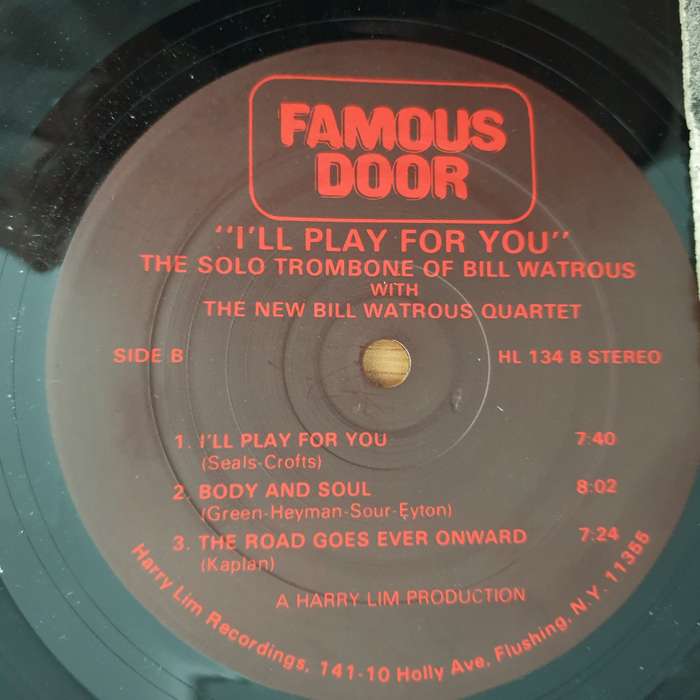 FAMOUS
DOOR
"I'LL PLAY FOR YOU"
THE SOLO TROMBONE OF BILL WATROUS
WITH
THE NEW BILL WATROUS QUARTET
SIDE B
HL 134 B STEREO
1. I'LL PLAY FOR YOU 7:40
(Seals-Crofts)
2. BODY AND SOUL 8:02
(Green-Heyman-Sour-Eyton)
3. THE ROAD GOES EVER ONWARD 7:24
(Kaplan)
A HARRY LIM PRODUCTION
Harry Lim Recordings, 141-10 Holly Ave, Flushing, N.Y. 11355